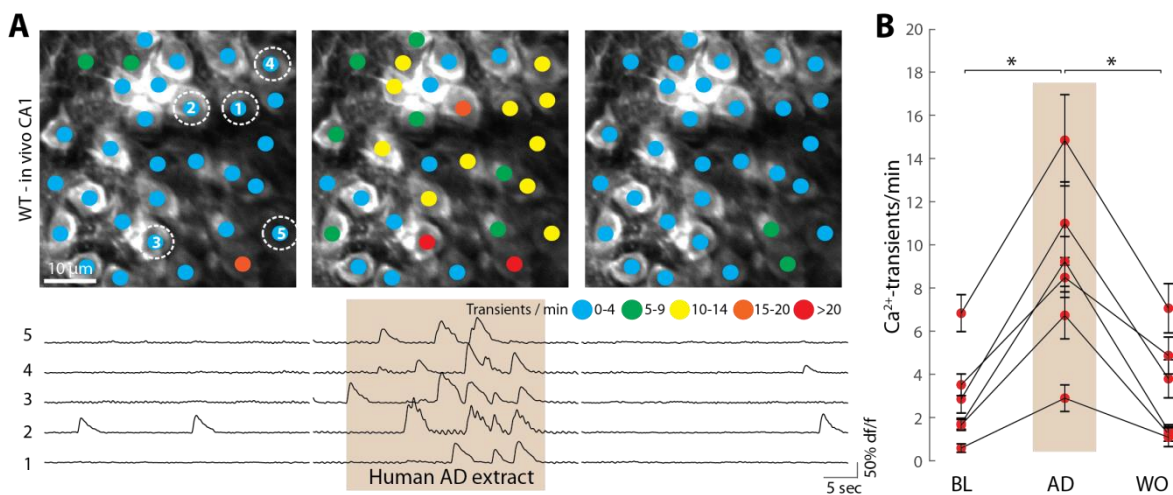 A
WT - in vivo CA1
4
2
1
3
5
10 µm
Transients / min 0-4 5-9 10-14 15-20 >20
5
4
3
2
1
Human AD extract
50% df/f
5 sec
B
Ca²⁺-transients/min
20
18
16
14
12
10
8
6
4
2
0
* *
BL AD WO